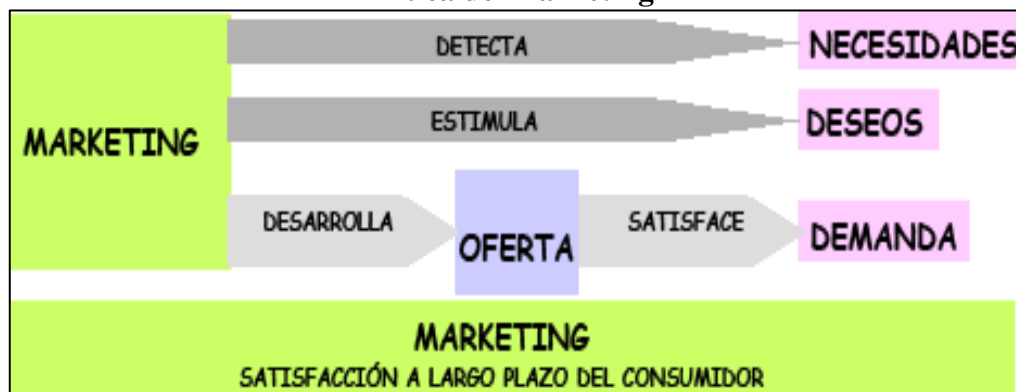 DETECTA
NECESIDADES
MARKETING
ESTIMULA
DESEOS
DESARROLLA
OFERTA
SATISFACE
DEMANDA
MARKETING
SATISFACCIÓN A LARGO PLAZO DEL CONSUMIDOR